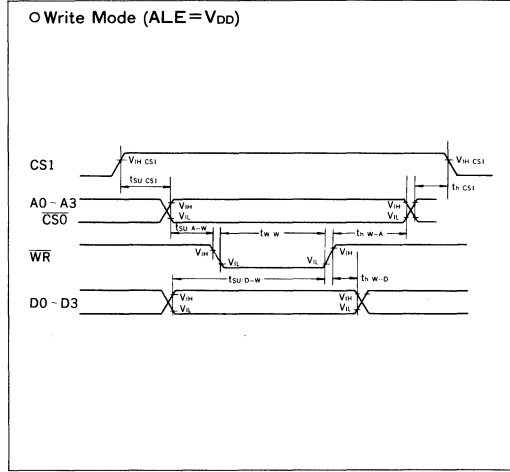 ○ Write Mode (ALE=VDD)
CS1
VIH CS1
VIH CS1
tSU CS1
th CS1
A0~A3
CS0
VIH
VIL
VIH
VIL
tSU A-W
tW W
th W-A
WR
VIH
VIL
VIL
VIH
tSU D-W
th W-D
D0~D3
VIH
VIL
VIH
VIL